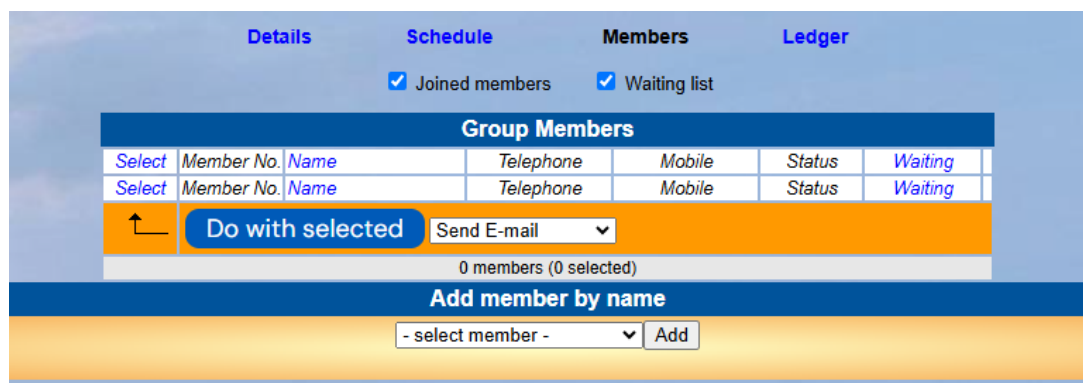 Details Schedule Members Ledger
Joined members Waiting list
Group Members
Select Member No. Name Telephone Mobile Status Waiting
Select Member No. Name Telephone Mobile Status Waiting
Do with selected Send E-mail
0 members (0 selected)
Add member by name
- select member - Add